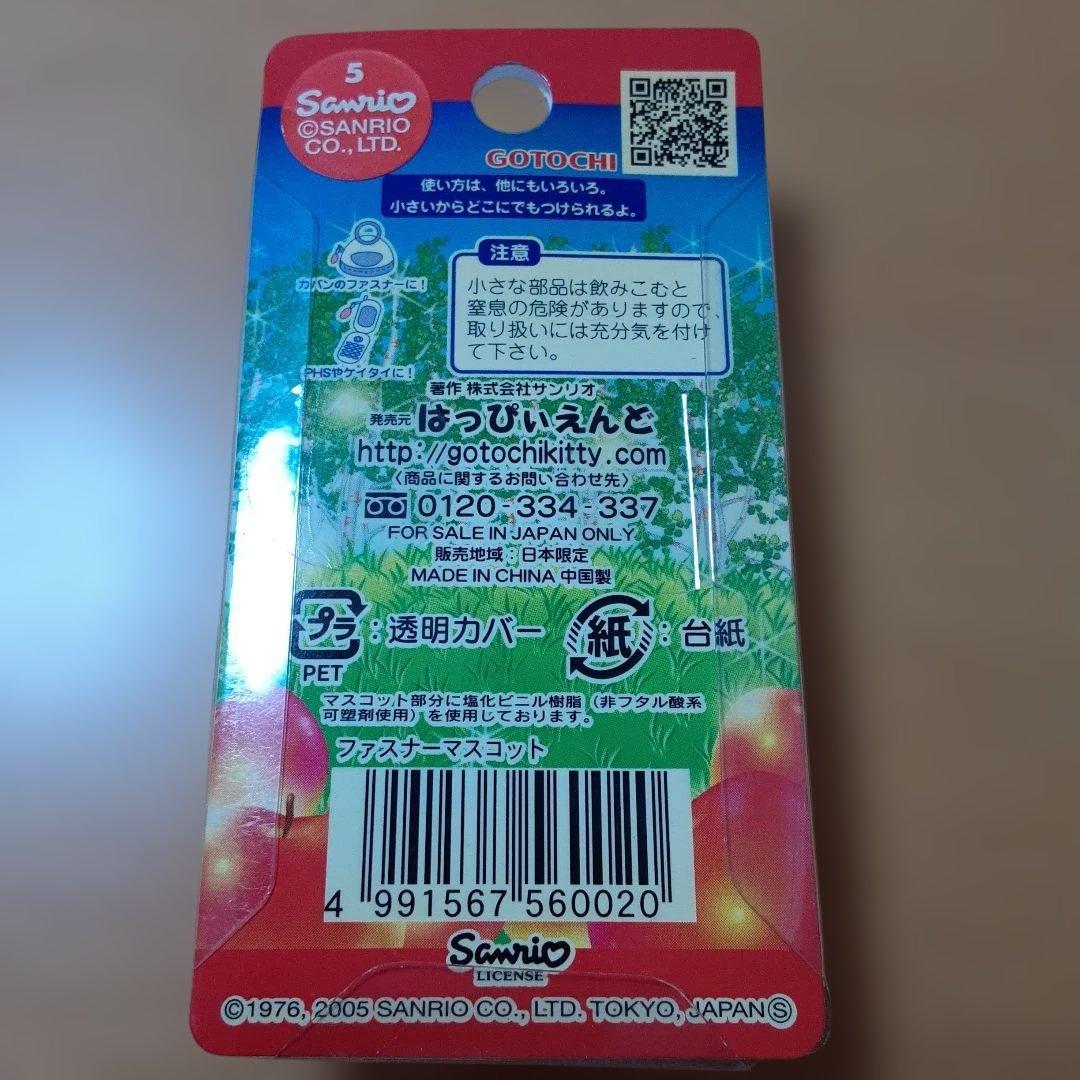 5
Sanrio
©SANRIO
CO., LTD.
GOTOCHI
使い方は、他にもいろいろ。
小さいからどこにでもつけられるよ。
カバンのファスナーに!
PHSやケイタイに!
注意
小さな部品は飲みこむと
窒息の危険がありますので、
取り扱いには充分気を付け
て下さい。
著作 株式会社サンリオ
発売元 はっぴぃえんど
http://gotochikitty.com
〈商品に関するお問い合わせ先〉
0120-334-337
FOR SALE IN JAPAN ONLY
販売地域:日本限定
MADE IN CHINA 中国製
プラ:透明カバー
PET
紙:台紙
マスコット部分に塩化ビニル樹脂(非フタル酸系
可塑剤使用)を使用しております。
ファスナーマスコット
4 991567 560020
Sanrio
LICENSE
©1976, 2005 SANRIO CO., LTD. TOKYO, JAPAN Ⓢ